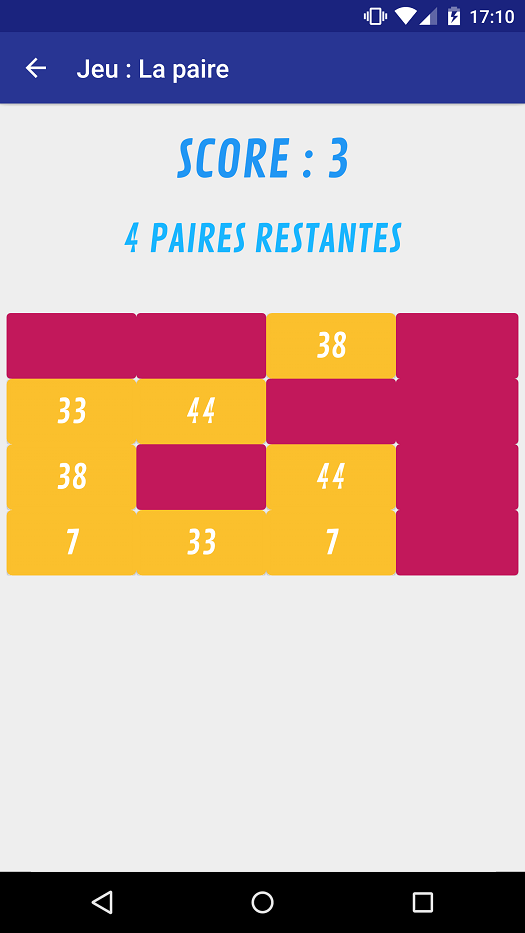 17:10
Jeu : La paire
SCORE : 3
4 PAIRES RESTANTES
38
33 44
38 44
7 33 7